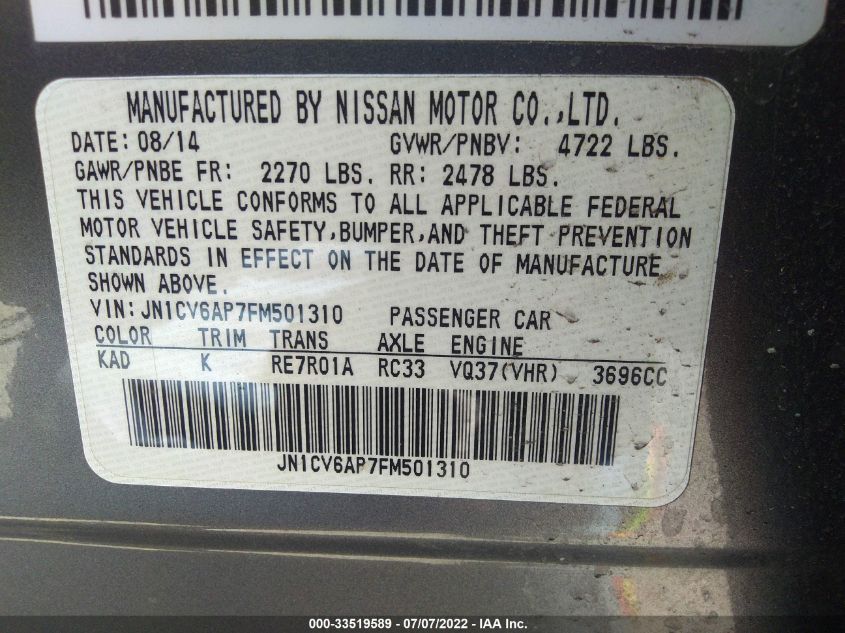 MANUFACTURED BY NISSAN MOTOR CO.,LTD.
DATE: 08/14 GVWR/PNBV: 4722 LBS.
GAWR/PNBE FR: 2270 LBS. RR: 2478 LBS.
THIS VEHICLE CONFORMS TO ALL APPLICABLE FEDERAL
MOTOR VEHICLE SAFETY,BUMPER,AND THEFT PREVENTION
STANDARDS IN EFFECT ON THE DATE OF MANUFACTURE
SHOWN ABOVE.
VIN: JN1CV6AP7FM501310 PASSENGER CAR
COLOR TRIM TRANS AXLE ENGINE
KAD K RE7R01A RC33 VQ37(VHR) 3696CC
JN1CV6AP7FM501310
000-33519589 - 07/07/2022 - IAA Inc.